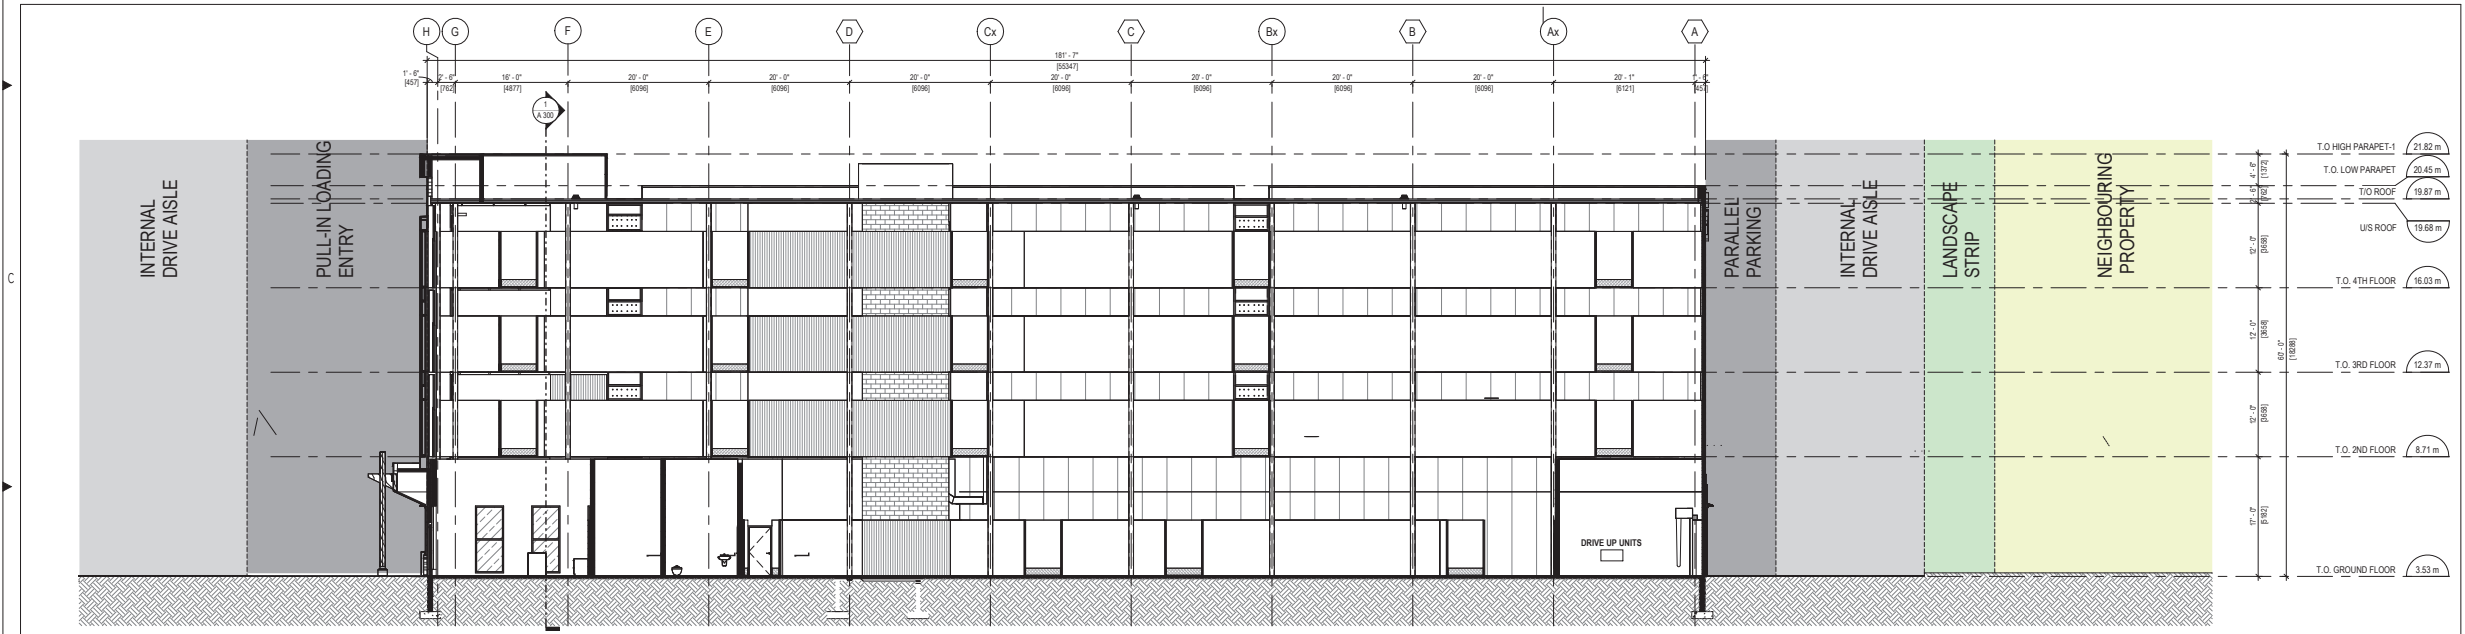 H G F E D Cx C Bx B Ax A
181' - 7"
[55347]
1' - 6" 2' - 6" 16' - 0" 20' - 0" 20' - 0" 20' - 0" 20' - 0" 20' - 0" 20' - 0" 20' - 0" 20' - 1" 1' - 6"
[457] [762] [4877] [6096] [6096] [6096] [6096] [6096] [6096] [6096] [6121] [457]
1
A 300
INTERNAL
DRIVE AISLE
PULL-IN LOADING
ENTRY
PARALLEL
PARKING
INTERNAL
DRIVE AISLE
LANDSCAPE
STRIP
NEIGHBOURING
PROPERTY
T.O HIGH PARAPET-1 21.82 m
4' - 6"
[1372]
T.O. LOW PARAPET 20.45 m
2' - 6"
[762]
T/O ROOF 19.87 m
U/S ROOF 19.68 m
12' - 0"
[3658]
C
T.O. 4TH FLOOR 16.03 m
12' - 0"
[3658]
60' - 0"
[18288]
T.O. 3RD FLOOR 12.37 m
12' - 0"
[3658]
T.O. 2ND FLOOR 8.71 m
17' - 0"
[5182]
DRIVE UP UNITS
T.O. GROUND FLOOR 3.53 m